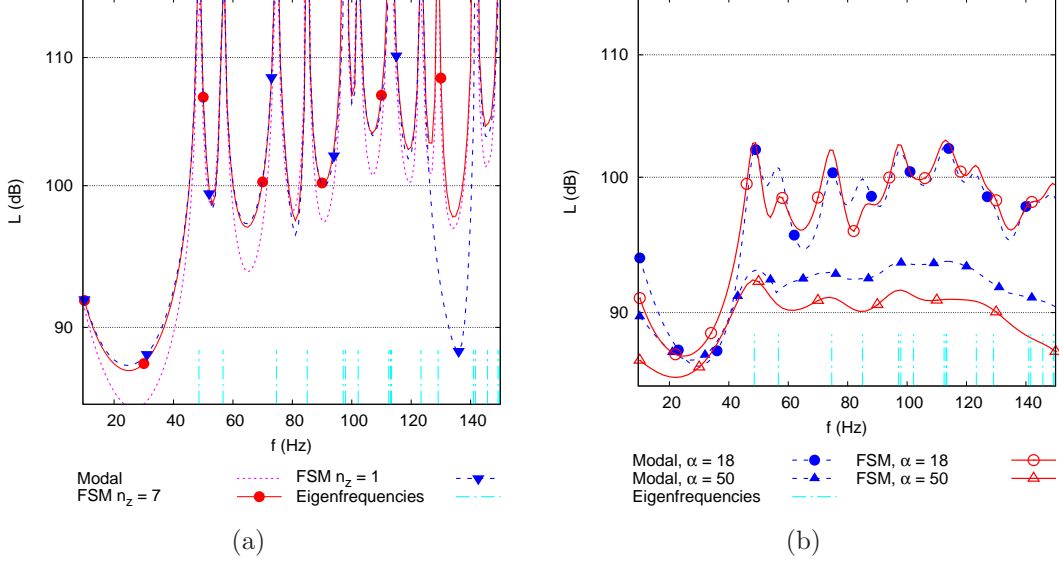 110
100
90
L (dB)
20 40 60 80 100 120 140
f (Hz)
Modal FSM n_z = 1
FSM n_z = 7 Eigenfrequencies
(a)
110
100
90
L (dB)
20 40 60 80 100 120 140
f (Hz)
Modal, α = 18 FSM, α = 18
Modal, α = 50 FSM, α = 50
Eigenfrequencies
(b)